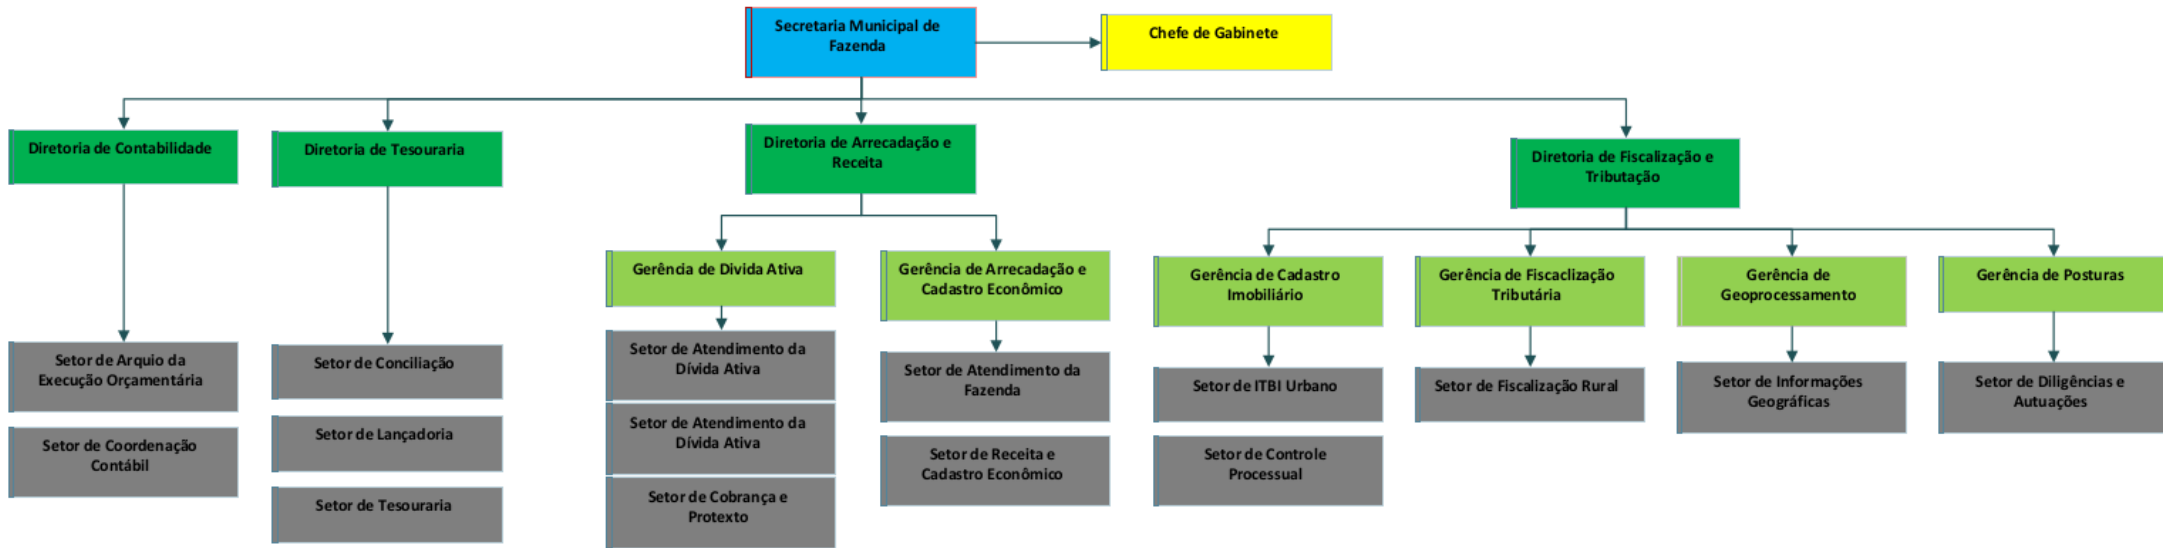 Secretaria Municipal de
Fazenda
Chefe de Gabinete
Diretoria de Contabilidade
Diretoria de Tesouraria
Diretoria de Arrecadação e
Receita
Diretoria de Fiscalização e
Tributação
Gerência de Divida Ativa
Gerência de Arrecadação e
Cadastro Econômico
Gerência de Cadastro
Imobiliário
Gerência de Fiscaclização
Tributária
Gerência de
Geoprocessamento
Gerência de Posturas
Setor de Arquio da
Execução Orçamentária
Setor de Coordenação
Contábil
Setor de Conciliação
Setor de Lançadoria
Setor de Tesouraria
Setor de Atendimento da
Dívida Ativa
Setor de Atendimento da
Dívida Ativa
Setor de Cobrança e
Protexto
Setor de Atendimento da
Fazenda
Setor de Receita e
Cadastro Econômico
Setor de ITBI Urbano
Setor de Controle
Processual
Setor de Fiscalização Rural
Setor de Informações
Geográficas
Setor de Diligências e
Autuações